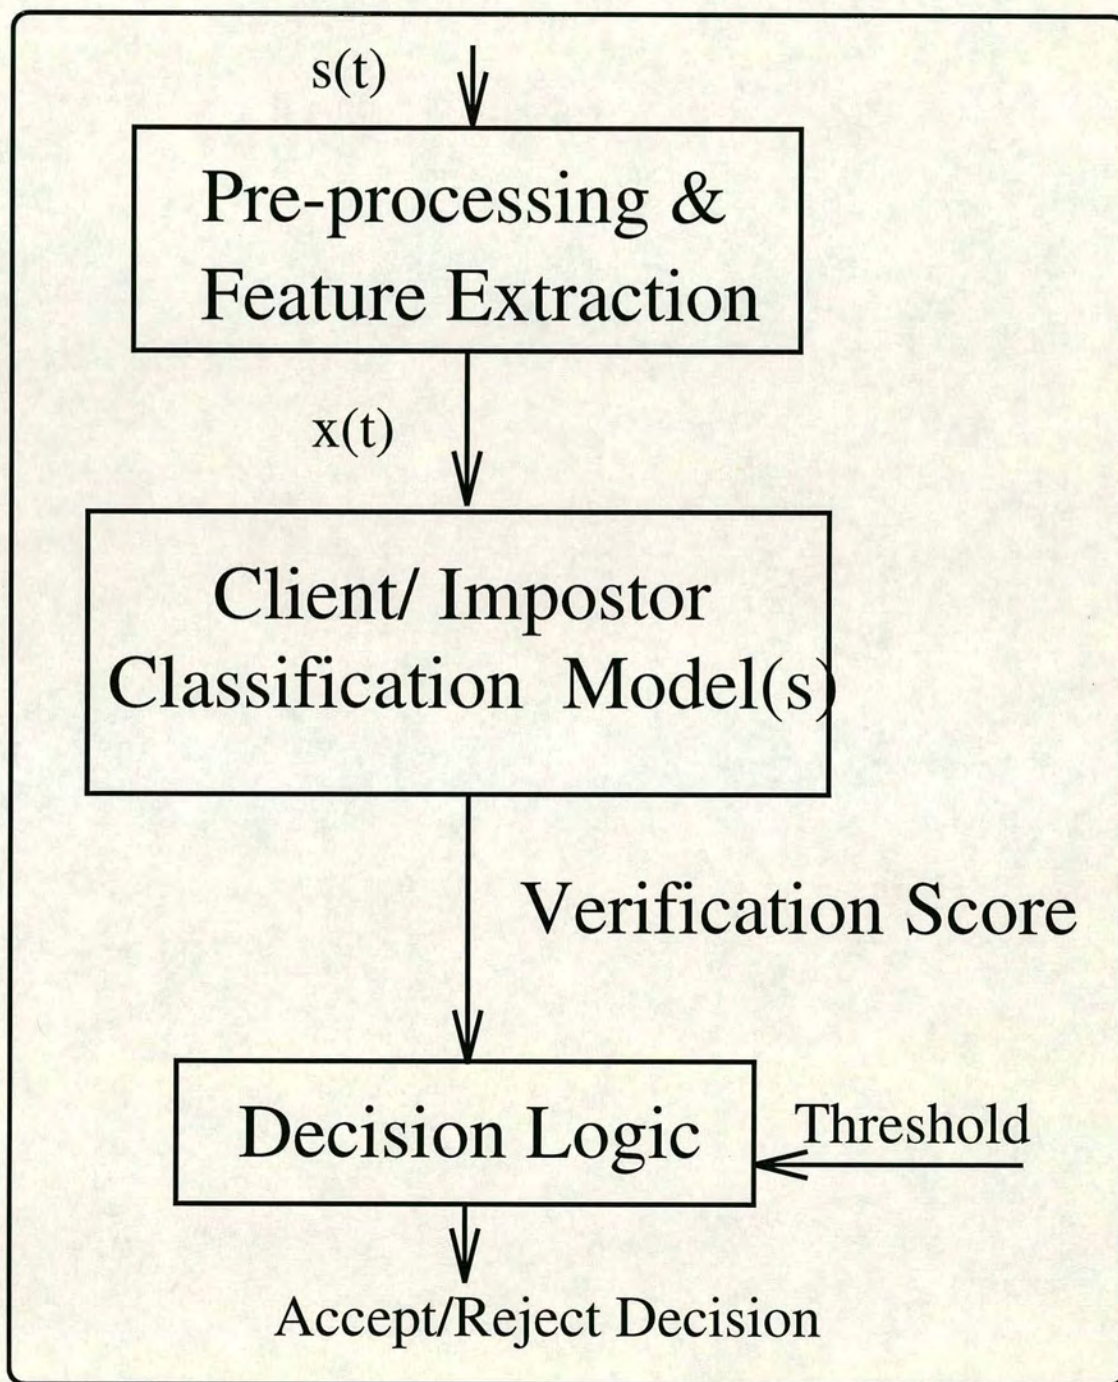 s(t)
Pre-processing &
Feature Extraction
x(t)
Client/ Impostor
Classification Model(s)
Verification Score
Decision Logic
Threshold
Accept/Reject Decision